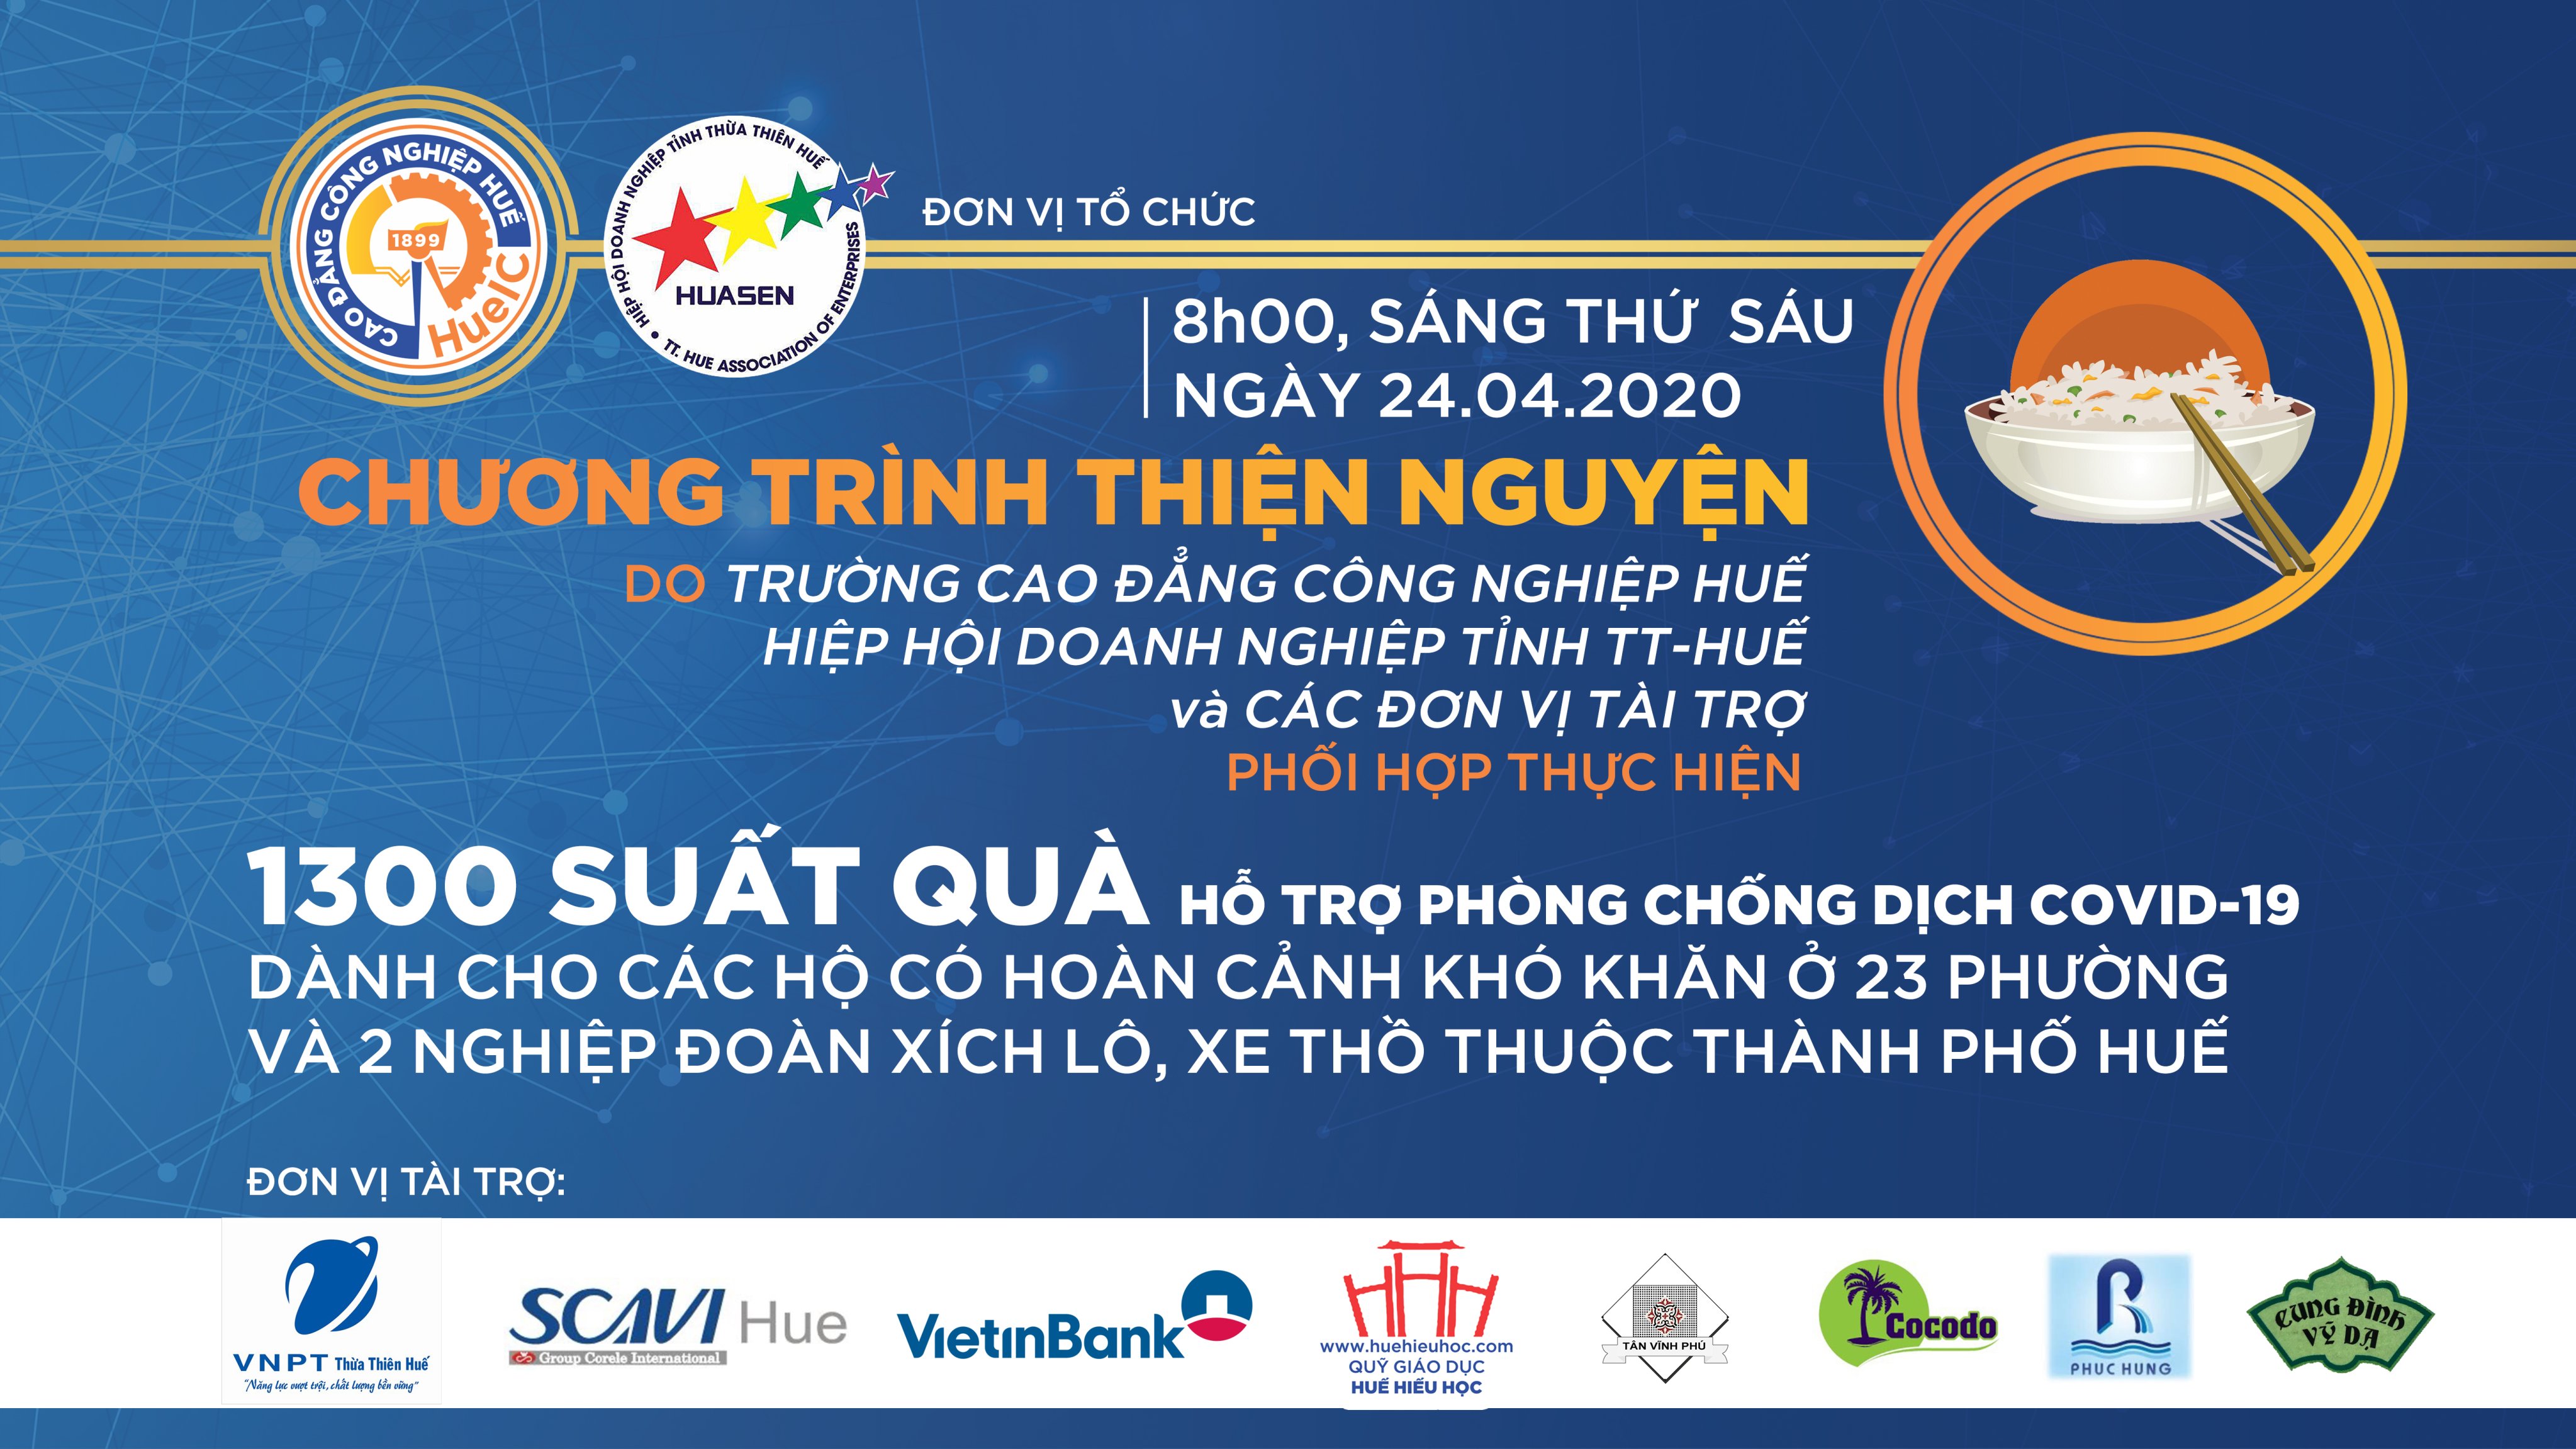 CAO ĐẲNG CÔNG NGHIỆP HUẾ
1899
HueIC
HIỆP HỘI DOANH NGHIỆP TỈNH THỪA THIÊN HUẾ
HUASEN
• TT. HUE ASSOCIATION OF ENTERPRISES
ĐƠN VỊ TỔ CHỨC
8h00, SÁNG THỨ SÁU
NGÀY 24.04.2020
CHƯƠNG TRÌNH THIỆN NGUYỆN
DO TRƯỜNG CAO ĐẲNG CÔNG NGHIỆP HUẾ
HIỆP HỘI DOANH NGHIỆP TỈNH TT-HUẾ
và CÁC ĐƠN VỊ TÀI TRỢ
PHỐI HỢP THỰC HIỆN
1300 SUẤT QUÀ HỖ TRỢ PHÒNG CHỐNG DỊCH COVID-19
DÀNH CHO CÁC HỘ CÓ HOÀN CẢNH KHÓ KHĂN Ở 23 PHƯỜNG
VÀ 2 NGHIỆP ĐOÀN XÍCH LÔ, XE THỒ THUỘC THÀNH PHỐ HUẾ
ĐƠN VỊ TÀI TRỢ:
VNPT Thừa Thiên Huế
"Năng lực vượt trội, chất lượng bền vững"
SCAVI Hue
Group Corele International
VietinBank
www.huehieuhoc.com
QUỸ GIÁO DỤC
HUẾ HIẾU HỌC
TÂN VĨNH PHÚ
Cocodo
PHUC HUNG
CUNG ĐÌNH
VỸ DẠ